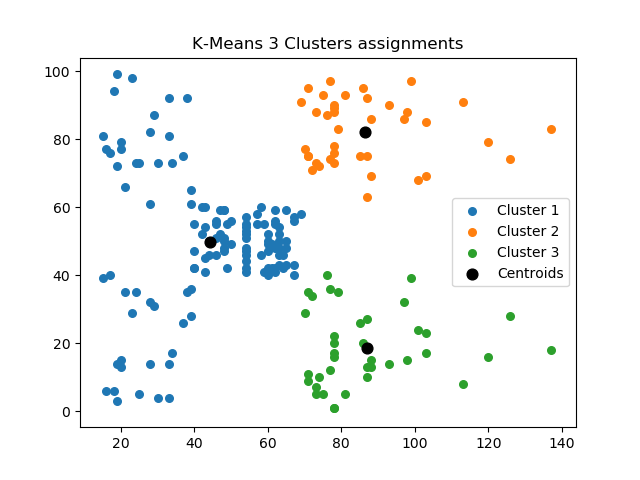 K-Means 3 Clusters assignments
100
80
60
40
20
0
Cluster 1
Cluster 2
Cluster 3
Centroids
20 40 60 80 100 120 140